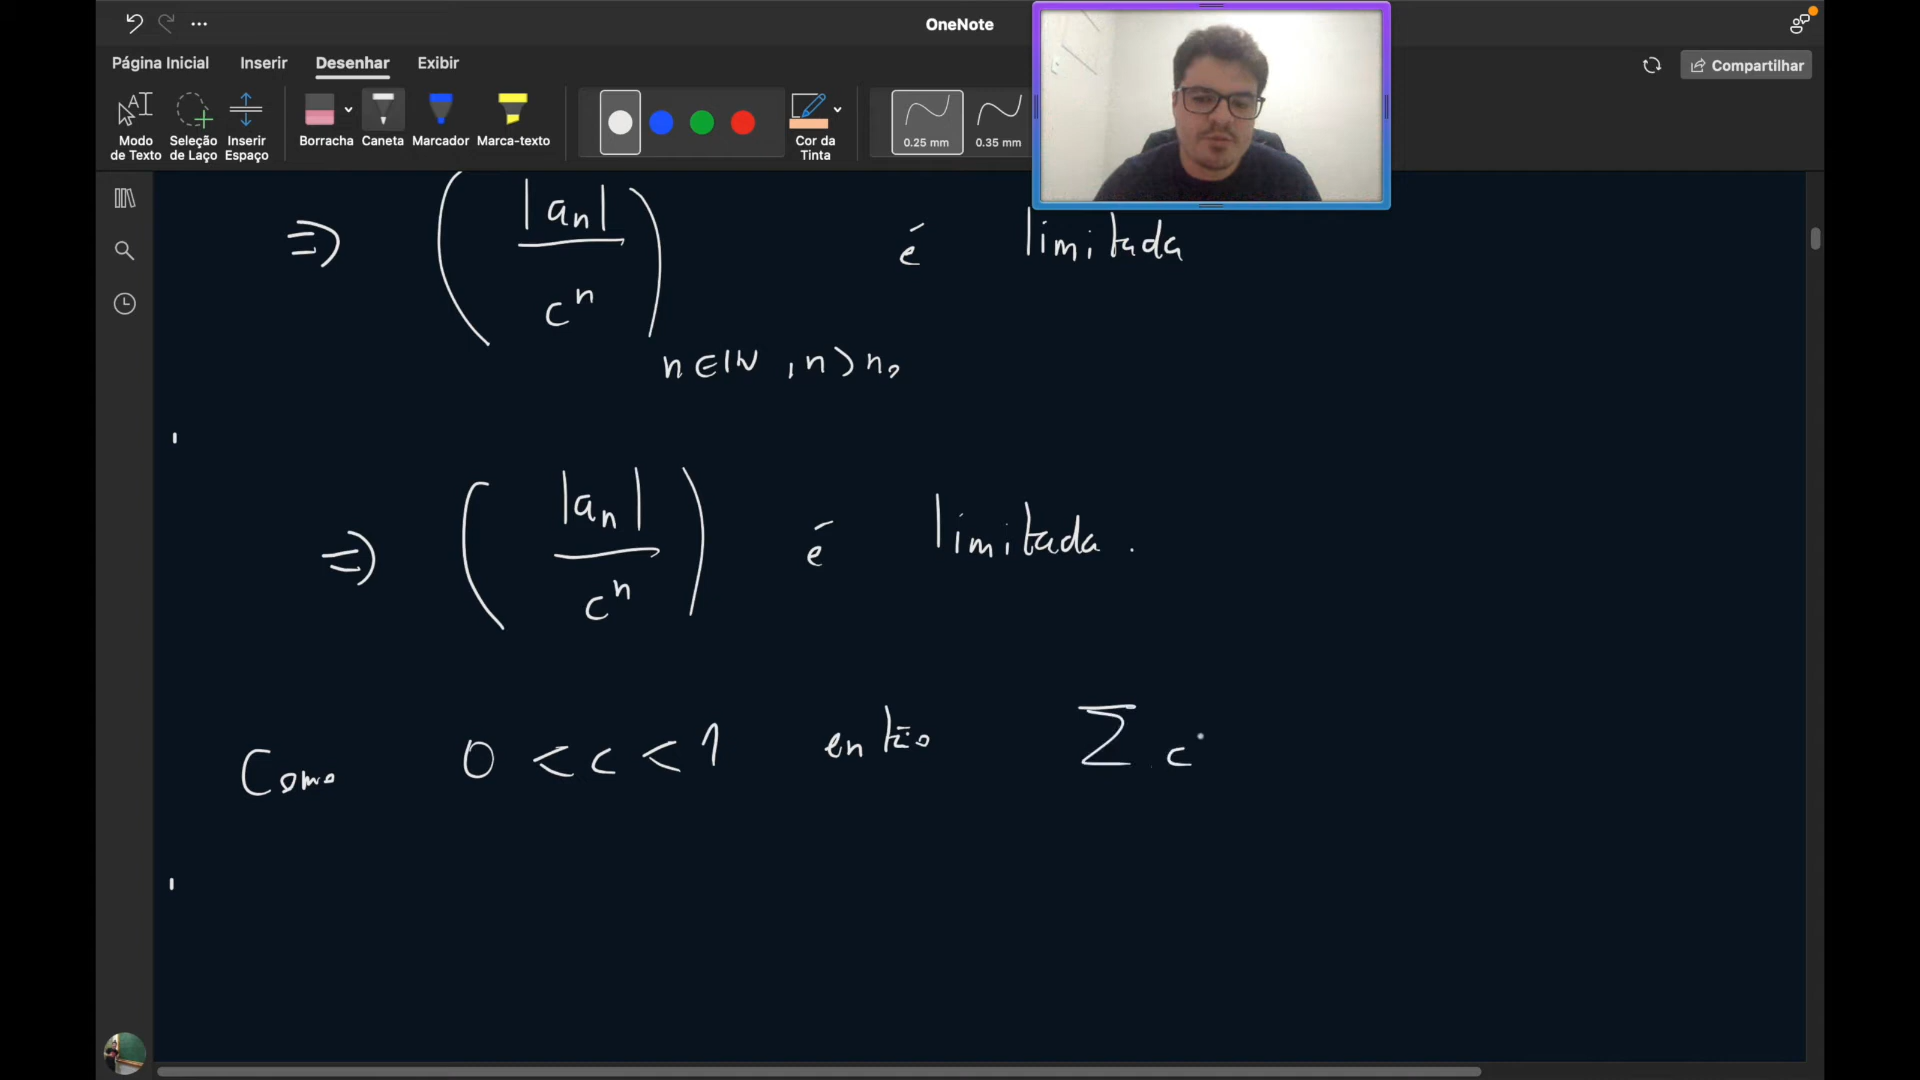 OneNote
Página Inicial Inserir Desenhar Exibir Compartilhar
Modo de Texto Seleção de Laço Inserir Espaço Borracha Caneta Marcador Marca-texto Cor da Tinta 0.25 mm 0.35 mm
⇒ ( |aₙ| / cⁿ ) n ∈ ℕ, n > n₀ é limitada
⇒ ( |aₙ| / cⁿ ) é limitada.
Como 0 < c < 1 então Σ c